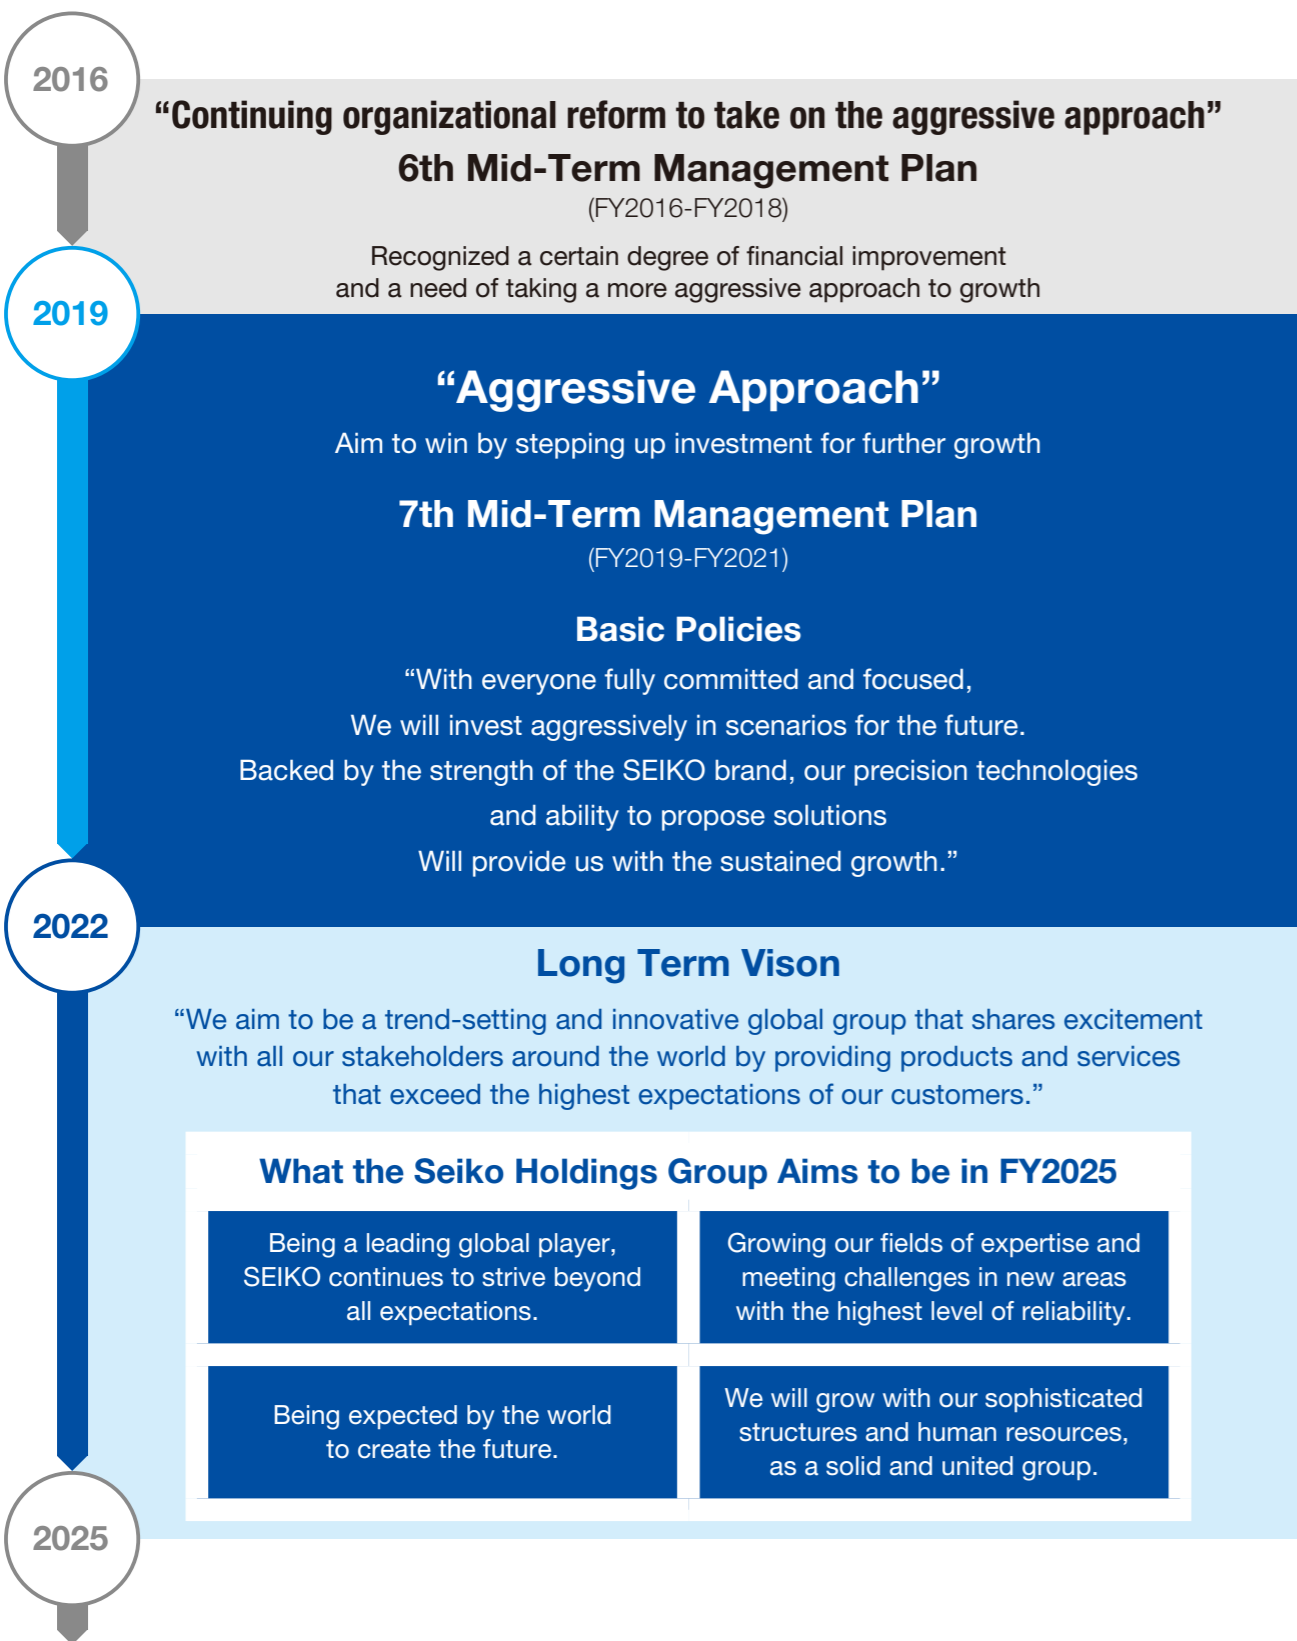 2016
“Continuing organizational reform to take on the aggressive approach”
6th Mid-Term Management Plan
(FY2016-FY2018)
Recognized a certain degree of financial improvement
and a need of taking a more aggressive approach to growth
2019
“Aggressive Approach”
Aim to win by stepping up investment for further growth
7th Mid-Term Management Plan
(FY2019-FY2021)
Basic Policies
“With everyone fully committed and focused,
We will invest aggressively in scenarios for the future.
Backed by the strength of the SEIKO brand, our precision technologies
and ability to propose solutions
Will provide us with the sustained growth.”
2022
Long Term Vison
“We aim to be a trend-setting and innovative global group that shares excitement
with all our stakeholders around the world by providing products and services
that exceed the highest expectations of our customers.”
What the Seiko Holdings Group Aims to be in FY2025
Being a leading global player,
SEIKO continues to strive beyond
all expectations.
Growing our fields of expertise and
meeting challenges in new areas
with the highest level of reliability.
Being expected by the world
to create the future.
We will grow with our sophisticated
structures and human resources,
as a solid and united group.
2025